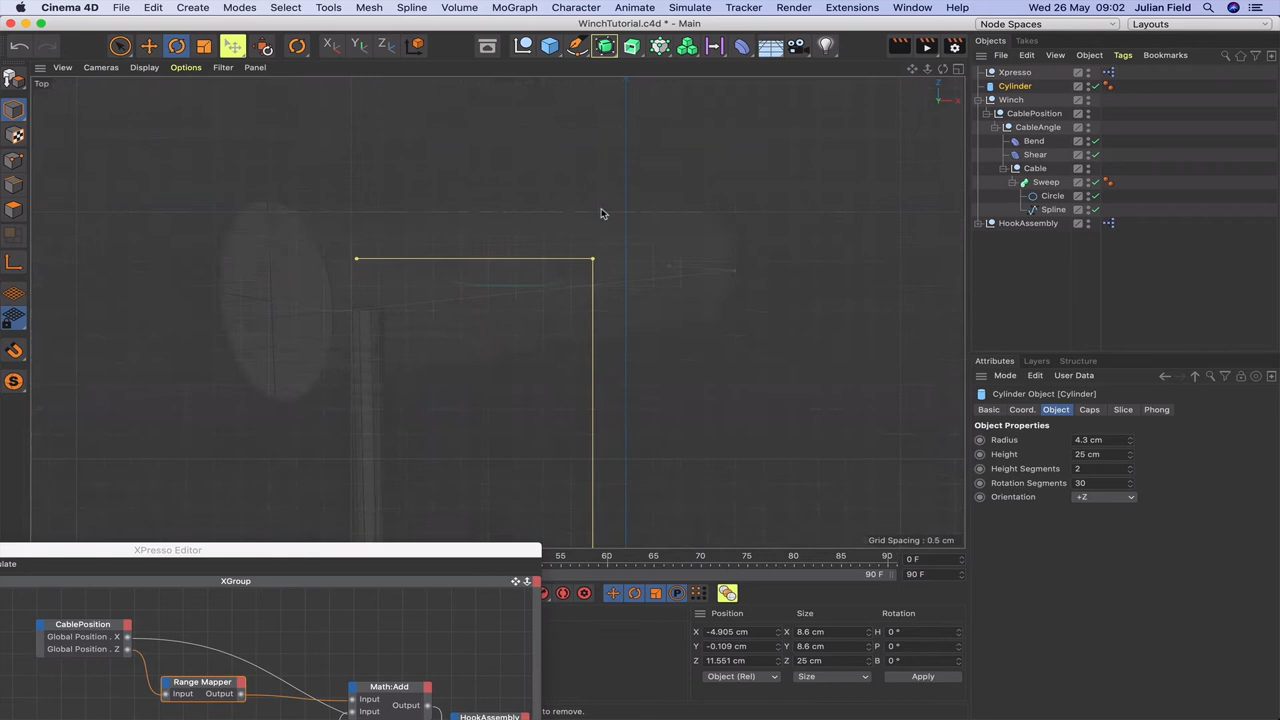 Cinema 4D File Edit Create Modes Select Tools Mesh Spline Volume MoGraph Character Animate Simulate Tracker Render Extensions Window Help Wed 26 May 09:02 Julian Field
WinchTutorial.c4d * - Main
Node Spaces Layouts
X Y Z
Objects Takes
View Cameras Display Options Filter Panel
File Edit View Object Tags Bookmarks
Top
Xpresso
Cylinder
Winch
CablePosition
CableAngle
Bend
Shear
Cable
Sweep
Circle
Spline
HookAssembly
Attributes Layers Structure
Mode Edit User Data
Cylinder Object [Cylinder]
Basic Coord. Object Caps Slice Phong
Object Properties
Radius 4.3 cm
Height 25 cm
Height Segments 2
Rotation Segments 30
Orientation +Z
Grid Spacing : 0.5 cm
XPresso Editor
55 60 65 70 75 80 85 90
0 F
ulate
90 F 90 F
XGroup
P
Position Size Rotation
CablePosition
Global Position . X
Global Position . Z
X -4.905 cm X 8.6 cm H 0 °
Y -0.109 cm Y 8.6 cm P 0 °
Z 11.551 cm Z 25 cm B 0 °
Object (Rel) Size Apply
Range Mapper
Input Output
Math:Add
Input
Output
Input
HookAssembly
to remove.